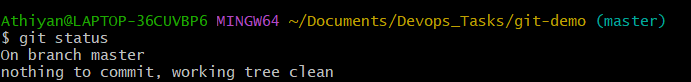 Athiyan@LAPTOP-36CUVBP6 MINGW64 ~/Documents/Devops_Tasks/git-demo (master)
$ git status
On branch master
nothing to commit, working tree clean